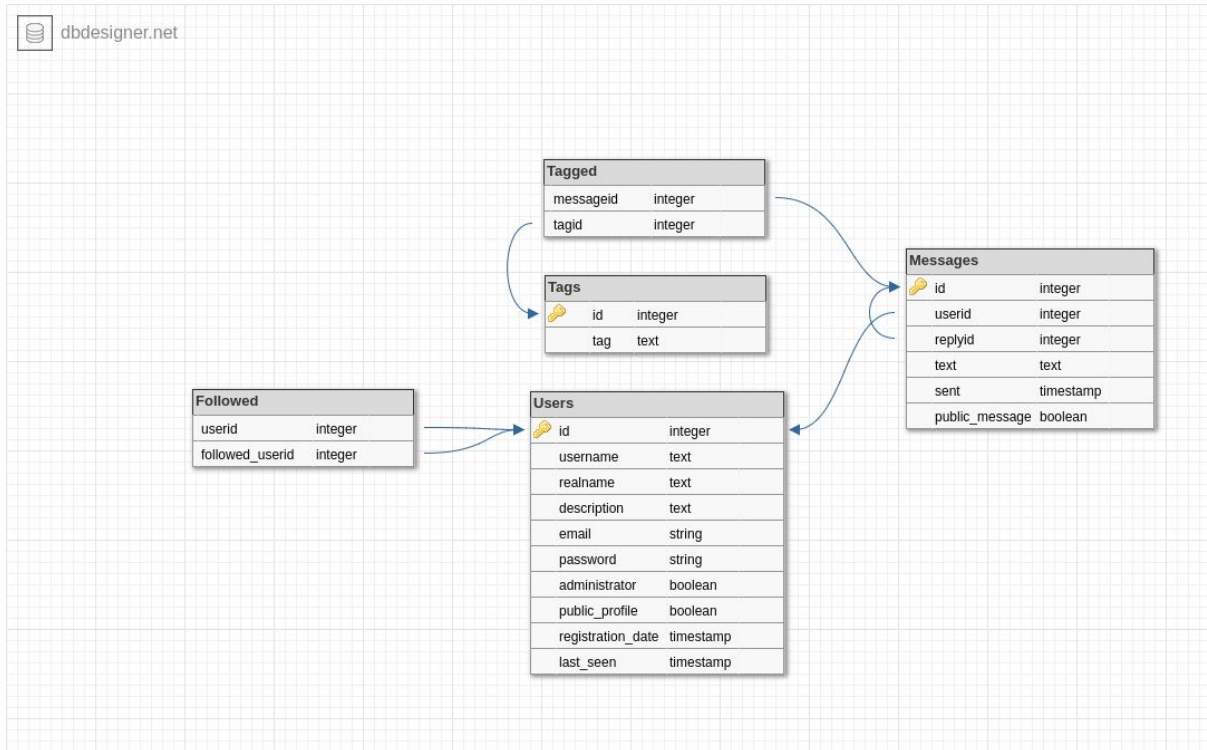 dbdesigner.net
Tagged
messageid integer
tagid integer
Tags
id integer
tag text
Messages
id integer
userid integer
replyid integer
text text
sent timestamp
public_message boolean
Followed
userid integer
followed_userid integer
Users
id integer
username text
realname text
description text
email string
password string
administrator boolean
public_profile boolean
registration_date timestamp
last_seen timestamp